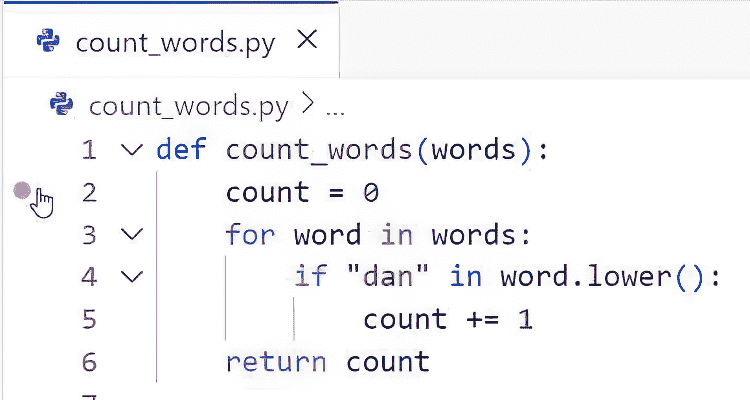 count_words.py ×
count_words.py > ...
1 def count_words(words):
2     count = 0
3     for word in words:
4         if "dan" in word.lower():
5             count += 1
6     return count